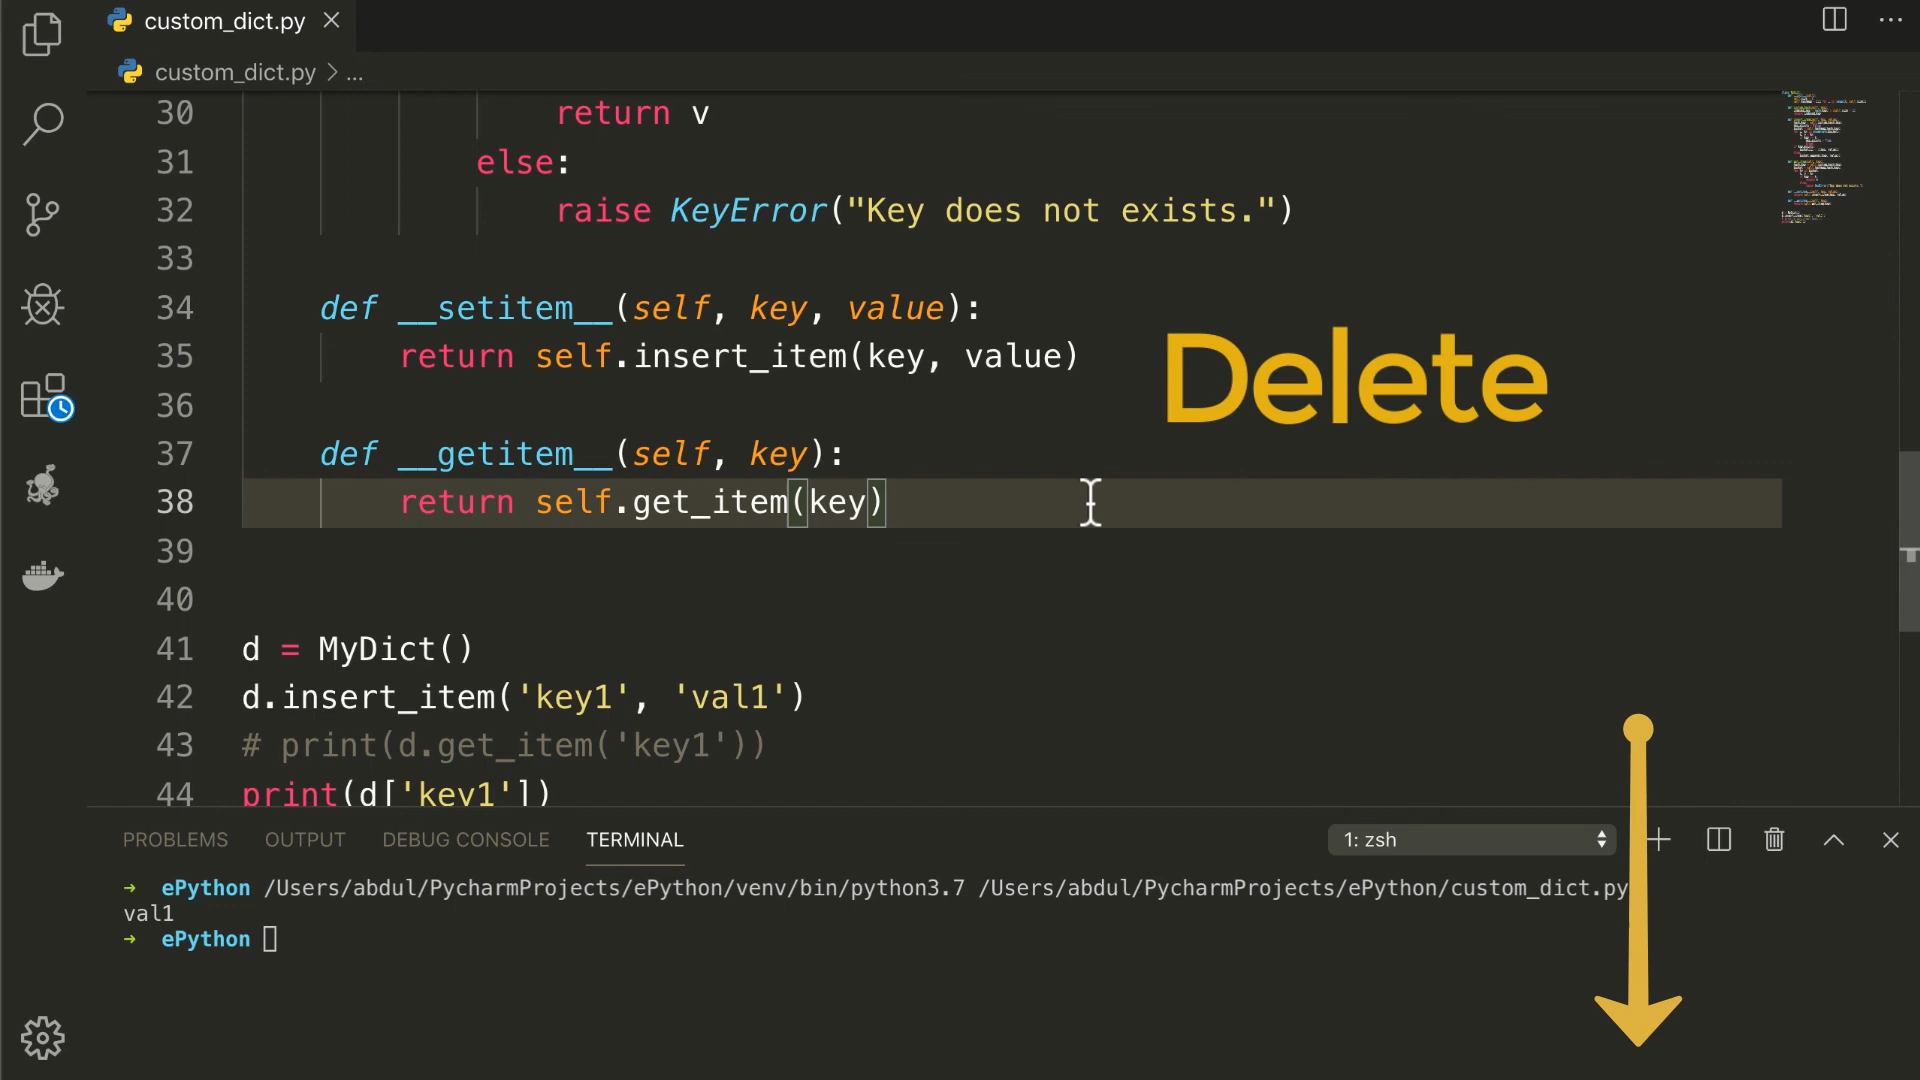 custom_dict.py
custom_dict.py > ...
30 return v
31 else:
32 raise KeyError("Key does not exists.")
33
34 def __setitem__(self, key, value):
35 return self.insert_item(key, value)
Delete
36
37 def __getitem__(self, key):
38 return self.get_item(key)
39
40
41 d = MyDict()
42 d.insert_item('key1', 'val1')
43 # print(d.get_item('key1'))
44 print(d['key1'])
PROBLEMS OUTPUT DEBUG CONSOLE TERMINAL 1: zsh
→ ePython /Users/abdul/PycharmProjects/ePython/venv/bin/python3.7 /Users/abdul/PycharmProjects/ePython/custom_dict.py
val1
→ ePython